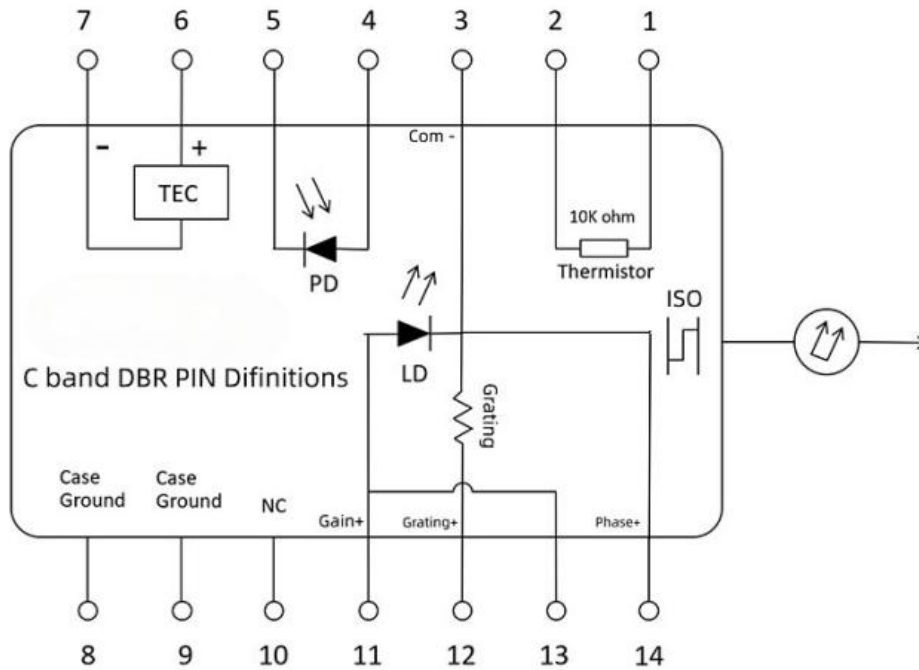 7 6 5 4 3 2 1
Com -
- +
TEC
10K ohm
Thermistor
PD
ISO
LD
C band DBR PIN Difinitions
Grating
Case
Ground
Case
Ground
NC
Gain+
Grating+
Phase+
8 9 10 11 12 13 14